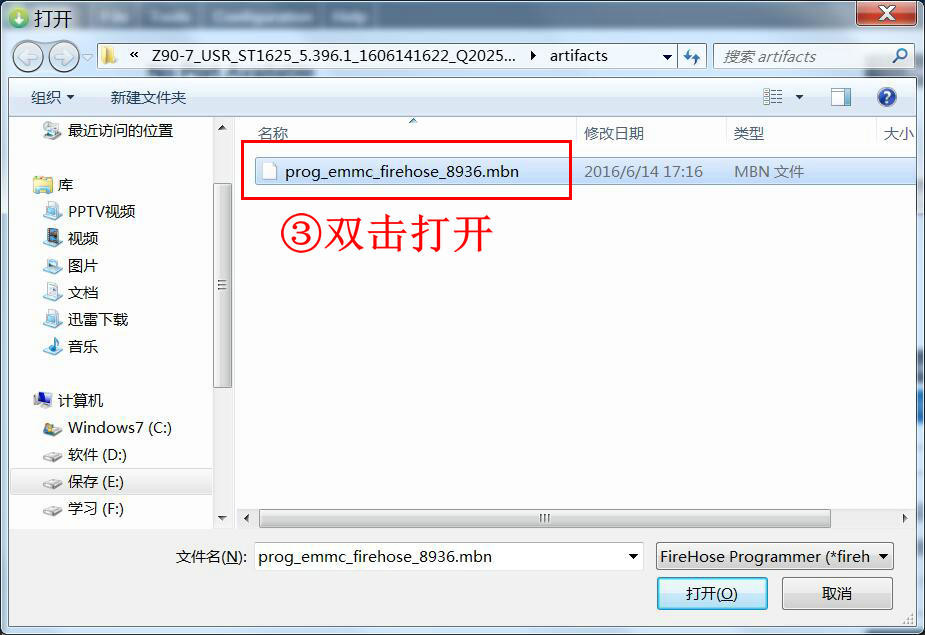 打开
File Tools Configuration Help
« Z90-7_USR_ST1625_5.396.1_1606141622_Q2025... artifacts
搜索 artifacts
组织 新建文件夹
名称 修改日期 类型 大小
prog_emmc_firehose_8936.mbn 2016/6/14 17:16 MBN 文件
③双击打开
最近访问的位置
库
PPTV视频
视频
图片
文档
迅雷下载
音乐
计算机
Windows7 (C:)
软件 (D:)
保存 (E:)
学习 (F:)
文件名(N): prog_emmc_firehose_8936.mbn FireHose Programmer (*fireh
打开(O) 取消